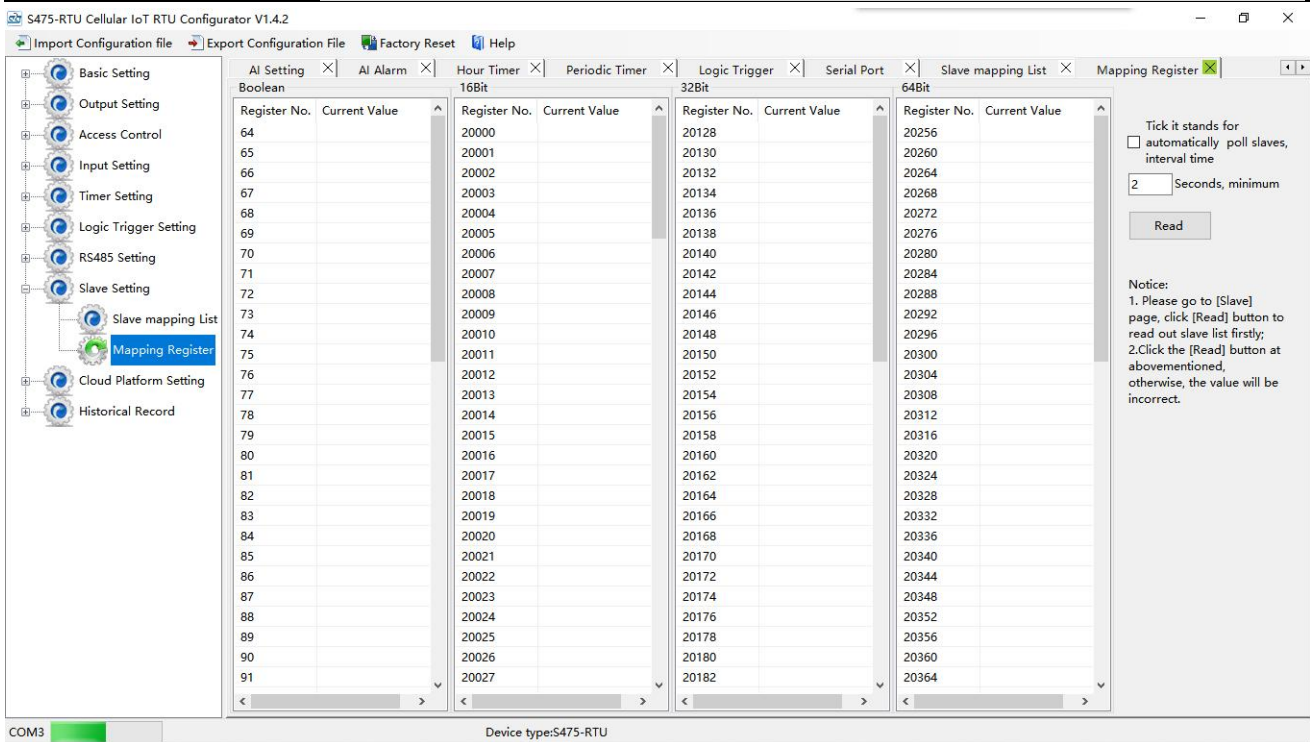 S475-RTU Cellular IoT RTU Configurator V1.4.2
Import Configuration file Export Configuration File Factory Reset Help
Basic Setting
Output Setting
Access Control
Input Setting
Timer Setting
Logic Trigger Setting
RS485 Setting
Slave Setting
Slave mapping List
Mapping Register
Cloud Platform Setting
Historical Record
AI Setting AI Alarm Hour Timer Periodic Timer Logic Trigger Serial Port Slave mapping List Mapping Register
Boolean 16Bit 32Bit 64Bit
Register No. Current Value Register No. Current Value Register No. Current Value Register No. Current Value
64 20000 20128 20256
65 20001 20130 20260
66 20002 20132 20264
67 20003 20134 20268
68 20004 20136 20272
69 20005 20138 20276
70 20006 20140 20280
71 20007 20142 20284
72 20008 20144 20288
73 20009 20146 20292
74 20010 20148 20296
75 20011 20150 20300
76 20012 20152 20304
77 20013 20154 20308
78 20014 20156 20312
79 20015 20158 20316
80 20016 20160 20320
81 20017 20162 20324
82 20018 20164 20328
83 20019 20166 20332
84 20020 20168 20336
85 20021 20170 20340
86 20022 20172 20344
87 20023 20174 20348
88 20024 20176 20352
89 20025 20178 20356
90 20026 20180 20360
91 20027 20182 20364
Tick it stands for
automatically poll slaves,
interval time
2 Seconds, minimum
Read
Notice:
1. Please go to [Slave]
page, click [Read] button to
read out slave list firstly;
2.Click the [Read] button at
abovementioned,
otherwise, the value will be
incorrect.
COM3 Device type:S475-RTU